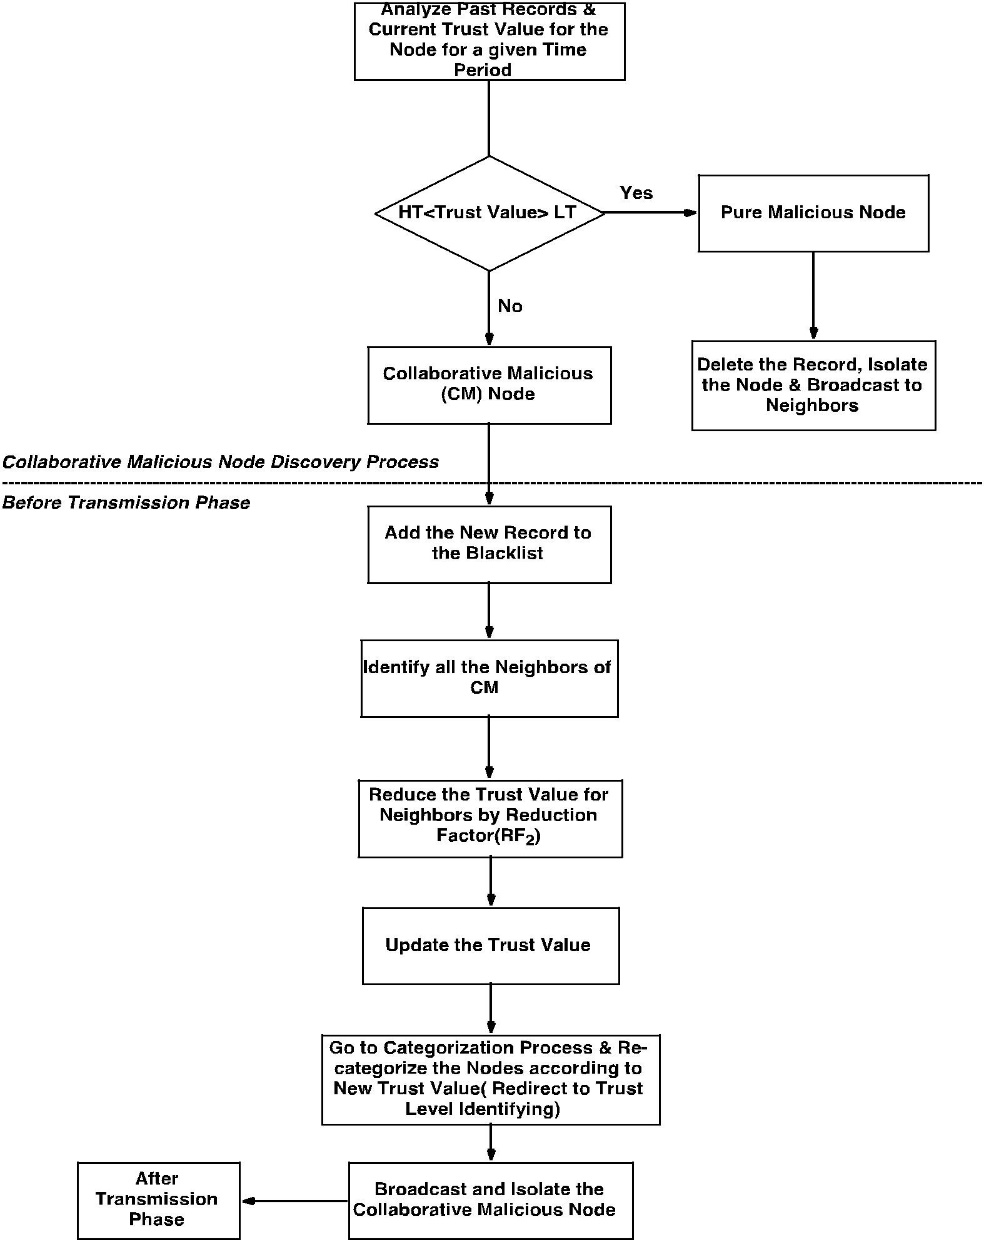 Analyze Past Records &
Current Trust Value for the
Node for a given Time
Period
HT<Trust Value> LT
Yes
Pure Malicious Node
No
Delete the Record, Isolate
the Node & Broadcast to
Neighbors
Collaborative Malicious
(CM) Node
Collaborative Malicious Node Discovery Process
Before Transmission Phase
Add the New Record to
the Blacklist
Identify all the Neighbors of
CM
Reduce the Trust Value for
Neighbors by Reduction
Factor(RF₂)
Update the Trust Value
Go to Categorization Process & Re-
categorize the Nodes according to
New Trust Value( Redirect to Trust
Level Identifying)
Broadcast and Isolate the
Collaborative Malicious Node
After
Transmission
Phase